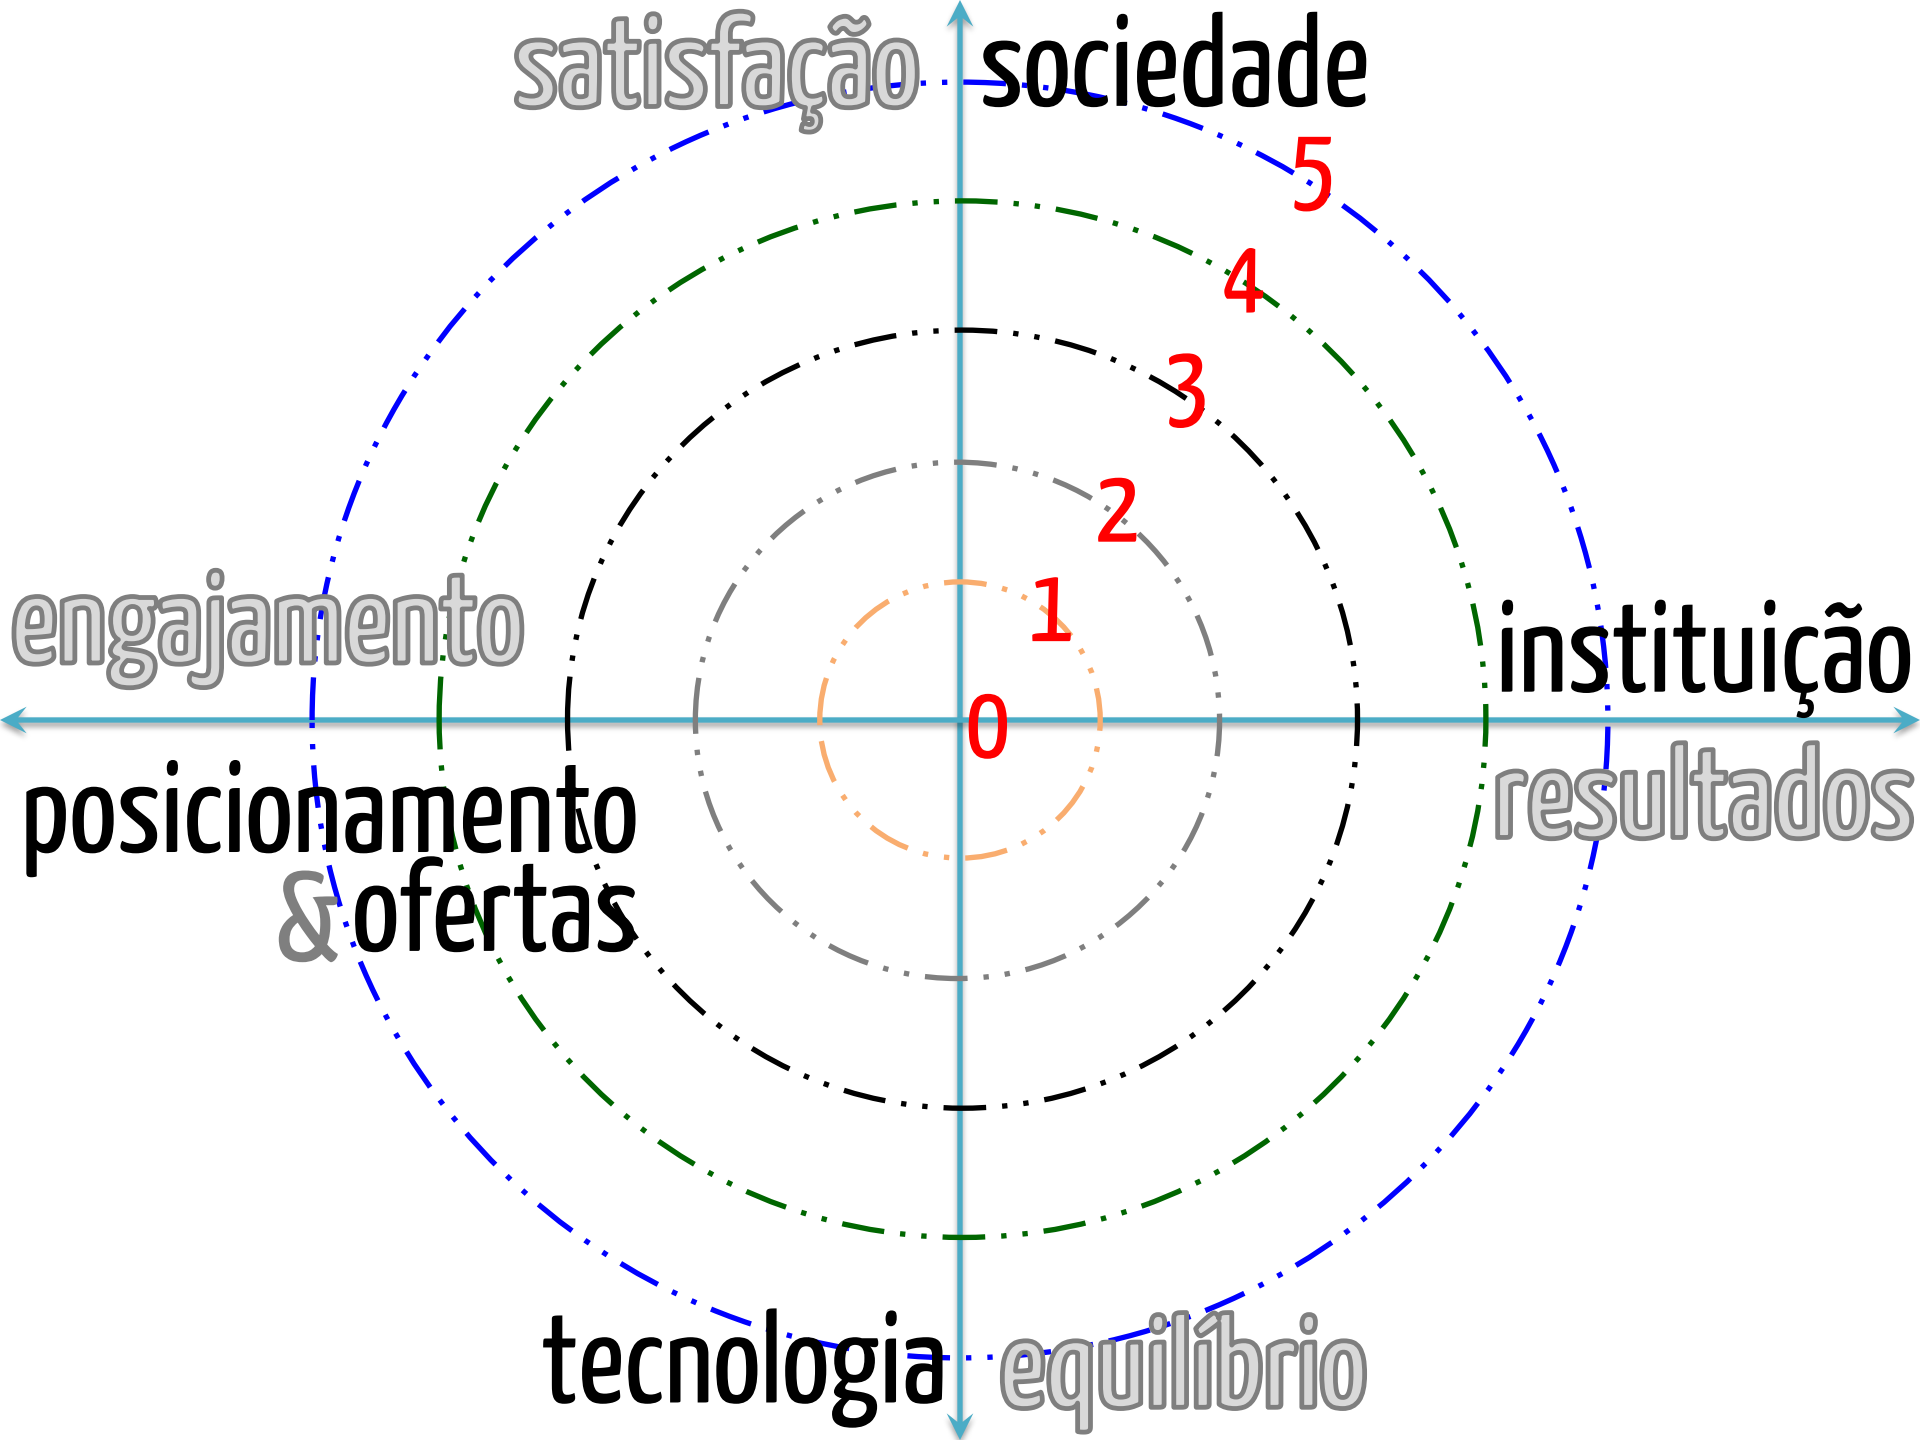 satisfação
sociedade
5
4
3
2
1
0
engajamento
instituição
posicionamento
& ofertas
resultados
tecnologia
equilíbrio